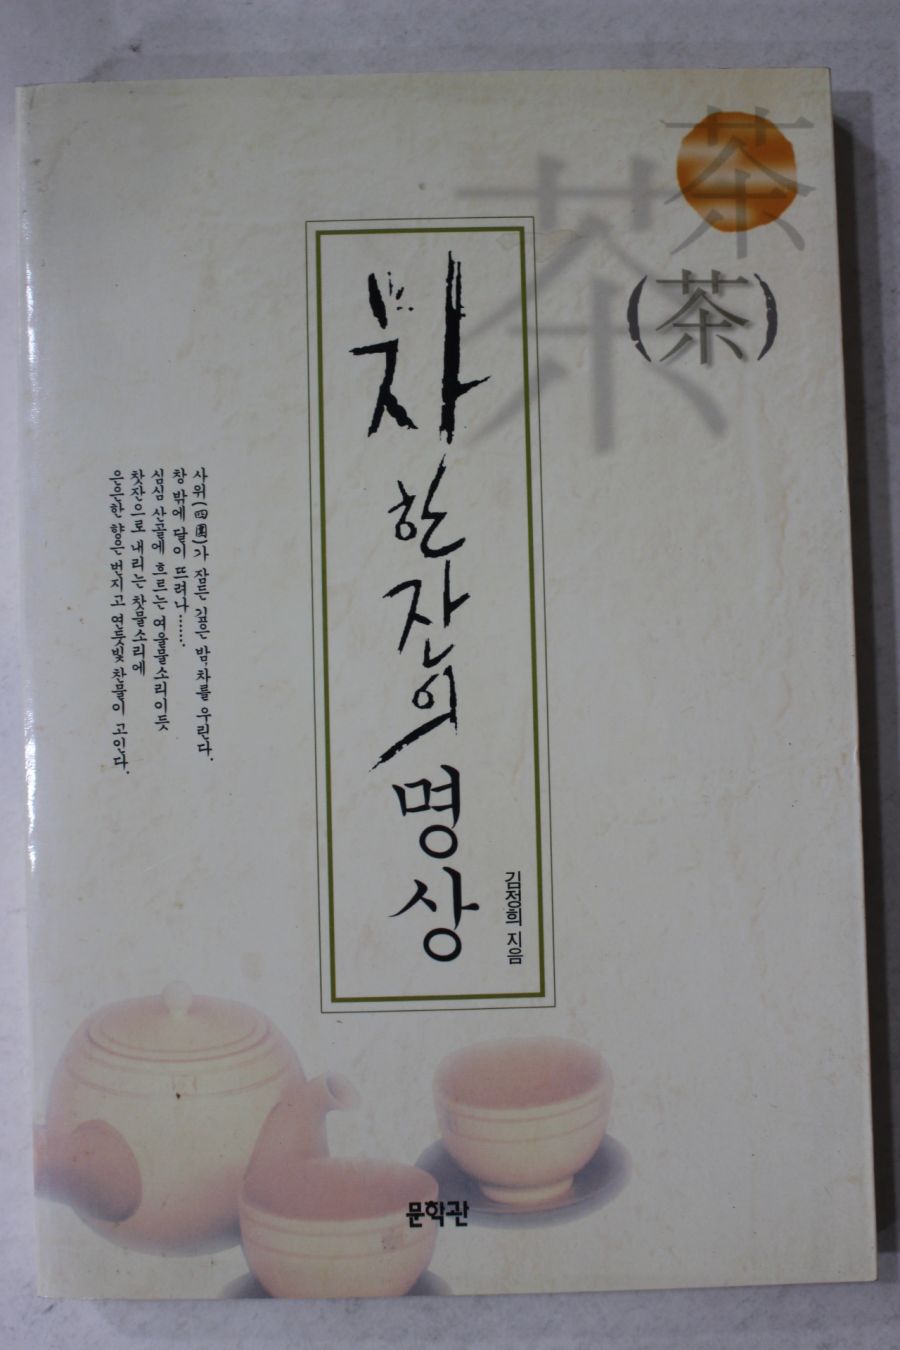 茶
茶
(茶)
차 한 잔의 명상
김정희 지음
사위(四圍)가 잠든 깊은 밤, 차를 우린다.
창 밖에 달이 뜨려나……
심심 산골에 흐르는 여울물소리이듯
찻잔으로 내리는 찻물소리에
은은한 향은 번지고 연둣빛 찻물이 고인다.
문학관